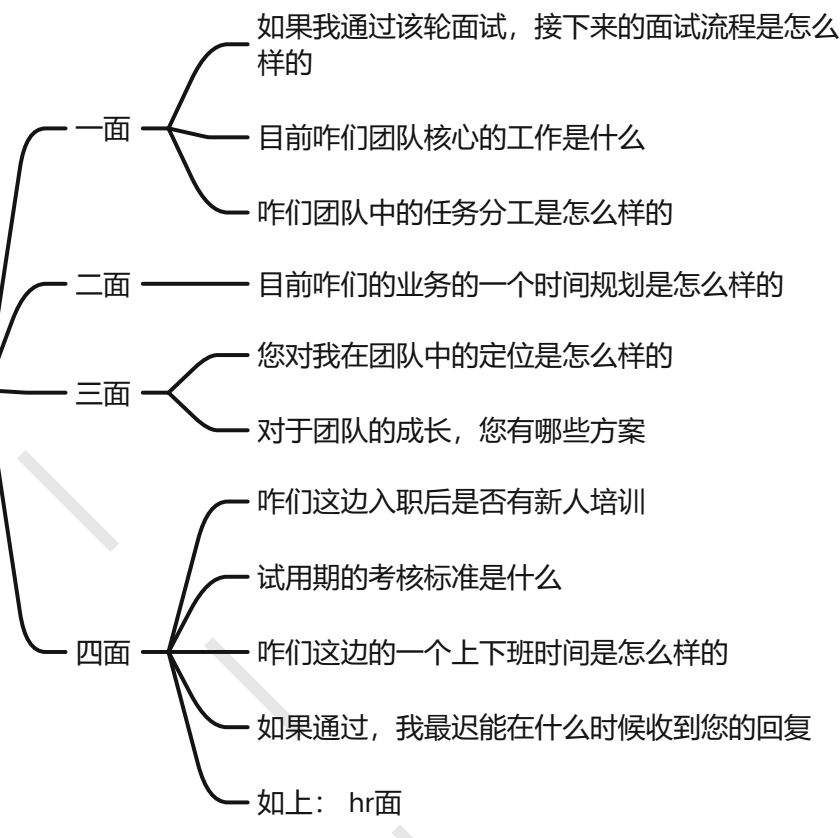 一面
如果我通过该轮面试，接下来的面试流程是怎么
样的
目前咋们团队核心的工作是什么
咋们团队中的任务分工是怎么样的
二面
目前咋们的业务的一个时间规划是怎么样的
三面
您对我在团队中的定位是怎么样的
对于团队的成长，您有哪些方案
四面
咋们这边入职后是否有新人培训
试用期的考核标准是什么
咋们这边的一个上下班时间是怎么样的
如果通过，我最迟能在什么时候收到您的回复
如上： hr面